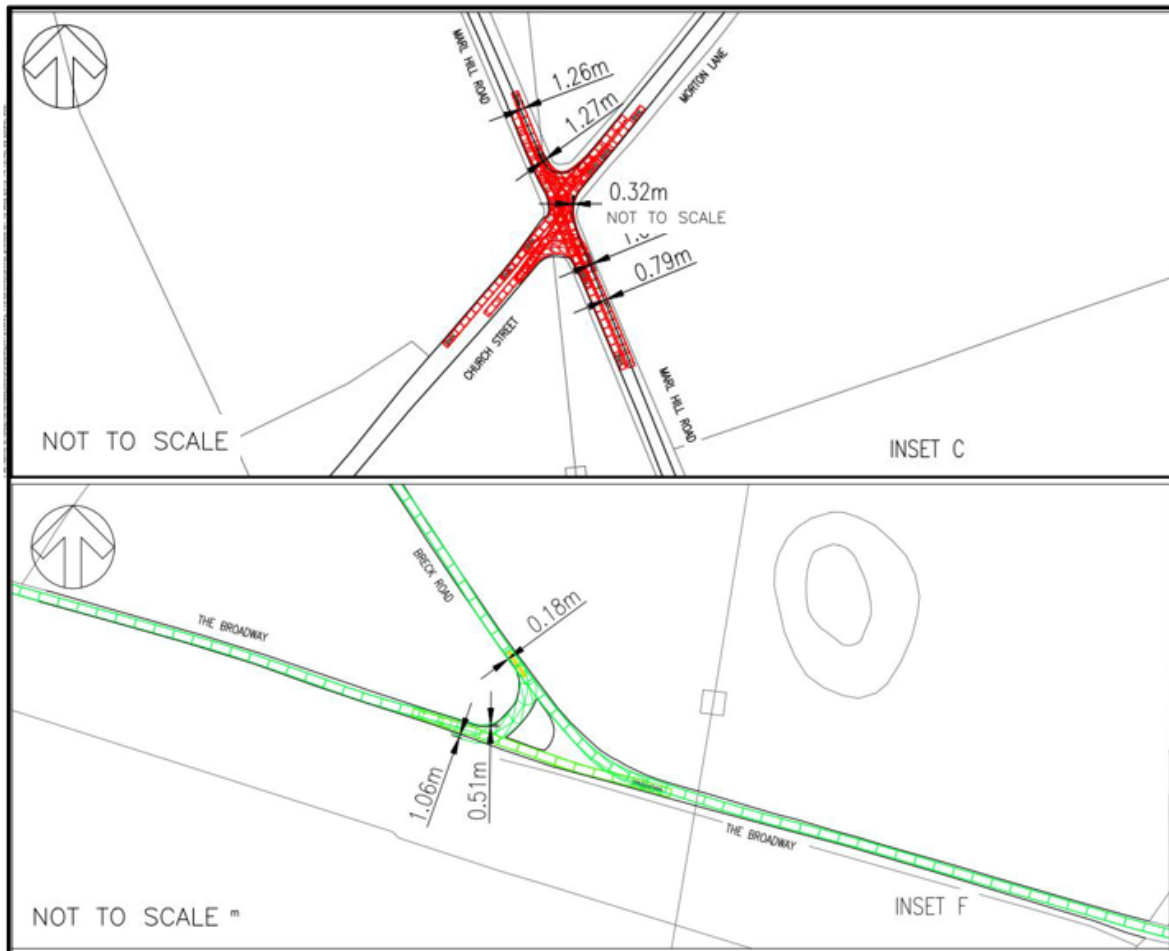 MARL HILL ROAD
1.26m
1.27m
MORTON LANE
0.32m
NOT TO SCALE
0.79m
CHURCH STREET
MARL HILL ROAD
NOT TO SCALE
INSET C
BRECK ROAD
0.18m
THE BROADWAY
1.06m
0.51m
THE BROADWAY
NOT TO SCALE m
INSET F